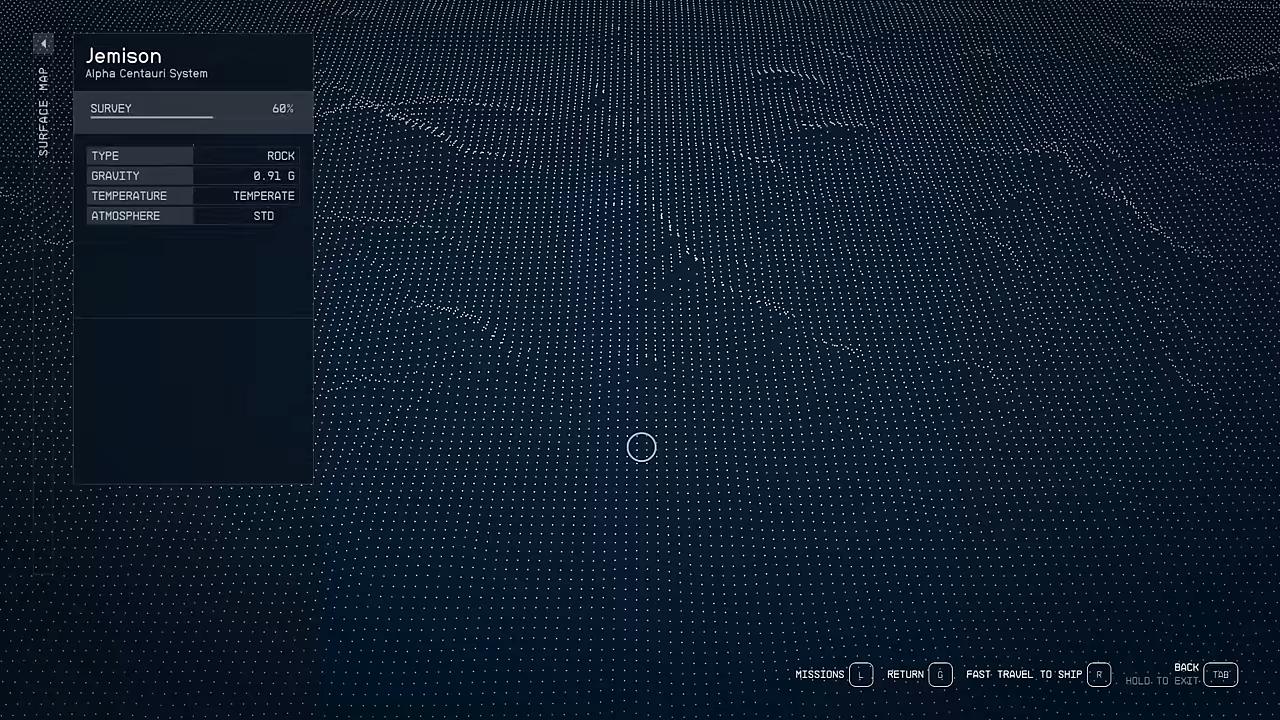 Jemison
Alpha Centauri System
SURFACE MAP
SURVEY 60%
TYPE ROCK
GRAVITY 0.91 G
TEMPERATURE TEMPERATE
ATMOSPHERE STD
MISSIONS L RETURN G FAST TRAVEL TO SHIP R BACK TAB
HOLD TO EXIT